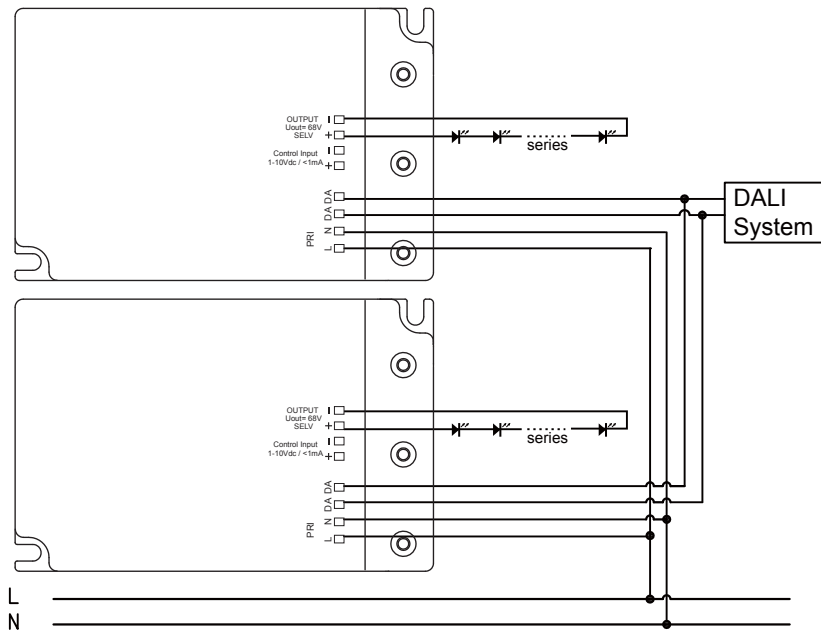 OUTPUT
Uout= 68V
SELV
Control Input
1-10Vdc / <1mA
I
+
I
+
DA
DA
N
L
PRI
series
DALI
System
OUTPUT
Uout= 68V
SELV
Control Input
1-10Vdc / <1mA
I
+
I
+
DA
DA
N
L
PRI
series
L
N